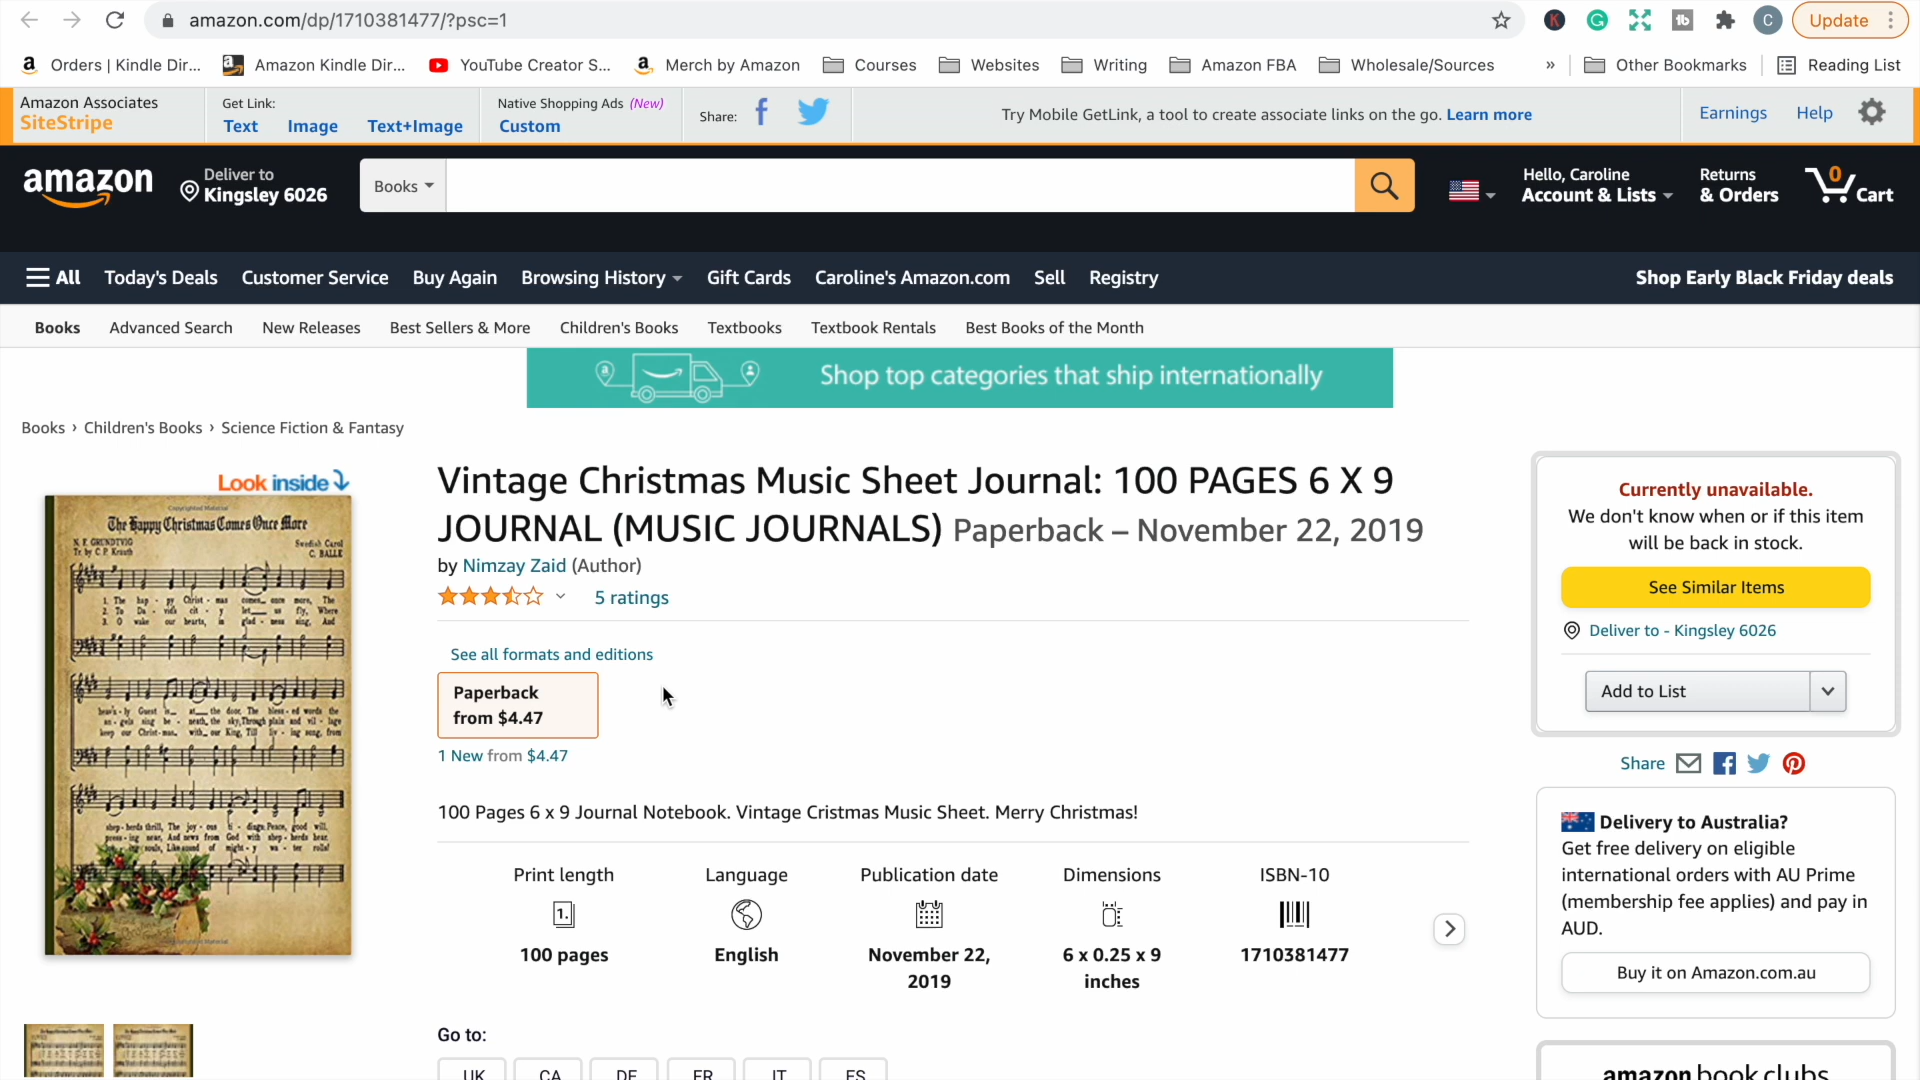 amazon.com/dp/1710381477/?psc=1
K
G
tb
C
Update
Orders | Kindle Dir...
Amazon Kindle Dir...
YouTube Creator S...
Merch by Amazon
Courses
Websites
Writing
Amazon FBA
Wholesale/Sources
»
Other Bookmarks
Reading List
Amazon Associates
SiteStripe
Get Link:
Text
Image
Text+Image
Native Shopping Ads (New)
Custom
Share:
Try Mobile GetLink, a tool to create associate links on the go. Learn more
Earnings
Help
amazon
Deliver to
Kingsley 6026
Books
Hello, Caroline
Account & Lists
Returns
& Orders
0
Cart
All
Today's Deals
Customer Service
Buy Again
Browsing History
Gift Cards
Caroline's Amazon.com
Sell
Registry
Shop Early Black Friday deals
Books
Advanced Search
New Releases
Best Sellers & More
Children's Books
Textbooks
Textbook Rentals
Best Books of the Month
Shop top categories that ship internationally
Books › Children's Books › Science Fiction & Fantasy
Look inside
The Happy Christmas Comes Once More
N. F. GRUNDTVIG
Tr. by C. P. Krauth
Swedish Carol
C. BALLE
Vintage Christmas Music Sheet Journal: 100 PAGES 6 X 9
JOURNAL (MUSIC JOURNALS) Paperback – November 22, 2019
by Nimzay Zaid (Author)
5 ratings
See all formats and editions
Paperback
from $4.47
1 New from $4.47
100 Pages 6 x 9 Journal Notebook. Vintage Cristmas Music Sheet. Merry Christmas!
Print length
1.
100 pages
Language
English
Publication date
November 22,
2019
Dimensions
6 x 0.25 x 9
inches
ISBN-10
1710381477
Go to:
UK
CA
DE
FR
IT
ES
Currently unavailable.
We don't know when or if this item
will be back in stock.
See Similar Items
Deliver to - Kingsley 6026
Add to List
Share
Delivery to Australia?
Get free delivery on eligible
international orders with AU Prime
(membership fee applies) and pay in
AUD.
Buy it on Amazon.com.au
amazon book clubs